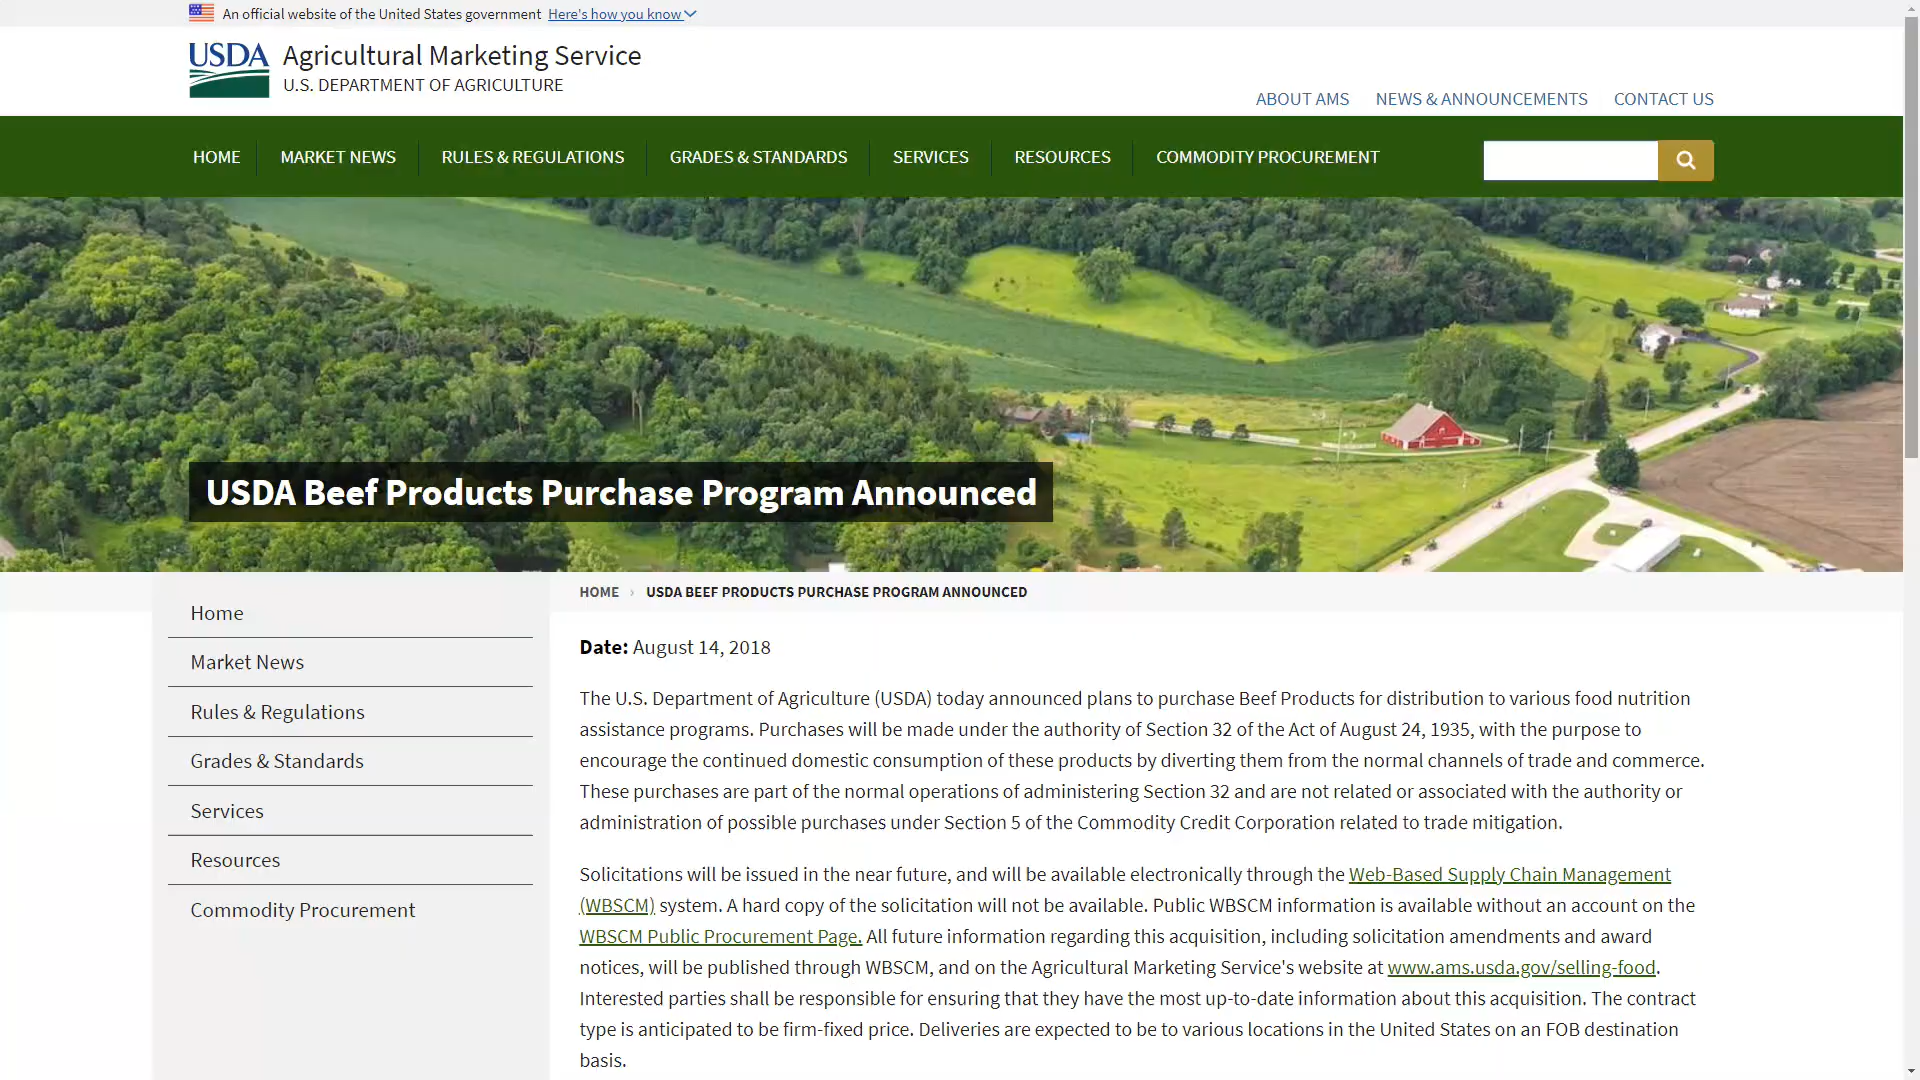 An official website of the United States government Here's how you know
USDA
Agricultural Marketing Service
U.S. DEPARTMENT OF AGRICULTURE
ABOUT AMS NEWS & ANNOUNCEMENTS CONTACT US
HOME MARKET NEWS RULES & REGULATIONS GRADES & STANDARDS SERVICES RESOURCES COMMODITY PROCUREMENT
USDA Beef Products Purchase Program Announced
Home
Market News
Rules & Regulations
Grades & Standards
Services
Resources
Commodity Procurement
HOME › USDA BEEF PRODUCTS PURCHASE PROGRAM ANNOUNCED
Date: August 14, 2018
The U.S. Department of Agriculture (USDA) today announced plans to purchase Beef Products for distribution to various food nutrition
assistance programs. Purchases will be made under the authority of Section 32 of the Act of August 24, 1935, with the purpose to
encourage the continued domestic consumption of these products by diverting them from the normal channels of trade and commerce.
These purchases are part of the normal operations of administering Section 32 and are not related or associated with the authority or
administration of possible purchases under Section 5 of the Commodity Credit Corporation related to trade mitigation.
Solicitations will be issued in the near future, and will be available electronically through the Web-Based Supply Chain Management
(WBSCM) system. A hard copy of the solicitation will not be available. Public WBSCM information is available without an account on the
WBSCM Public Procurement Page. All future information regarding this acquisition, including solicitation amendments and award
notices, will be published through WBSCM, and on the Agricultural Marketing Service's website at www.ams.usda.gov/selling-food.
Interested parties shall be responsible for ensuring that they have the most up-to-date information about this acquisition. The contract
type is anticipated to be firm-fixed price. Deliveries are expected to be to various locations in the United States on an FOB destination
basis.